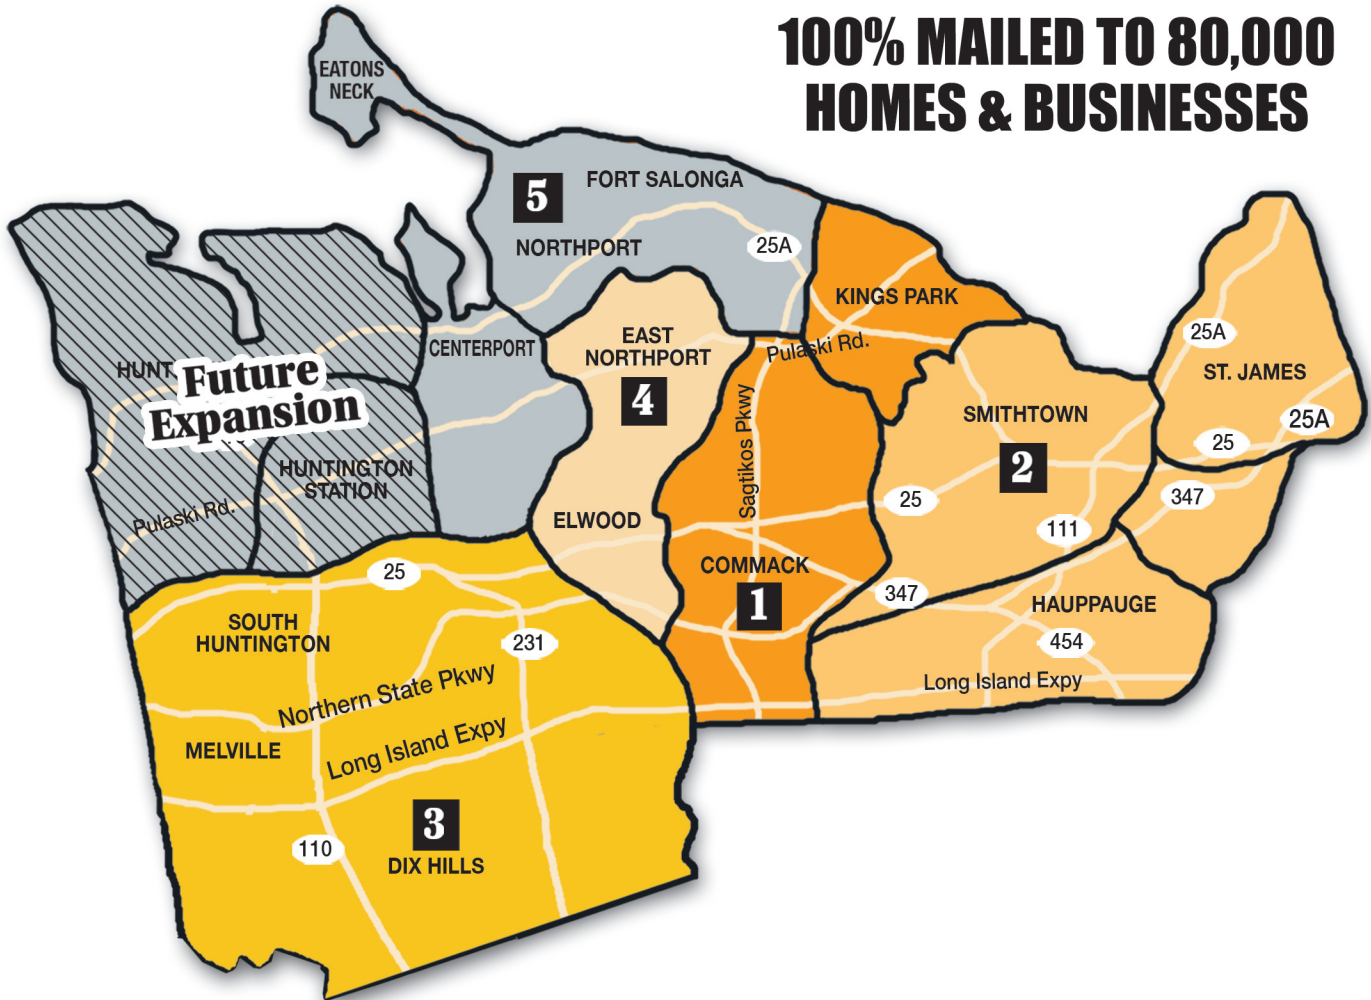 100% MAILED TO 80,000
HOMES & BUSINESSES
EATONS
NECK
5
FORT SALONGA
NORTHPORT
25A
KINGS PARK
Pulaski Rd.
EAST
NORTHPORT
4
CENTERPORT
HUNT
Future
Expansion
HUNTINGTON
STATION
Pulaski Rd.
ELWOOD
Sagtikos Pkwy
COMMACK
1
SMITHTOWN
2
25
111
347
25A
ST. JAMES
25A
25
347
HAUPPAUGE
454
Long Island Expy
25
SOUTH
HUNTINGTON
231
Northern State Pkwy
MELVILLE
Long Island Expy
110
3
DIX HILLS